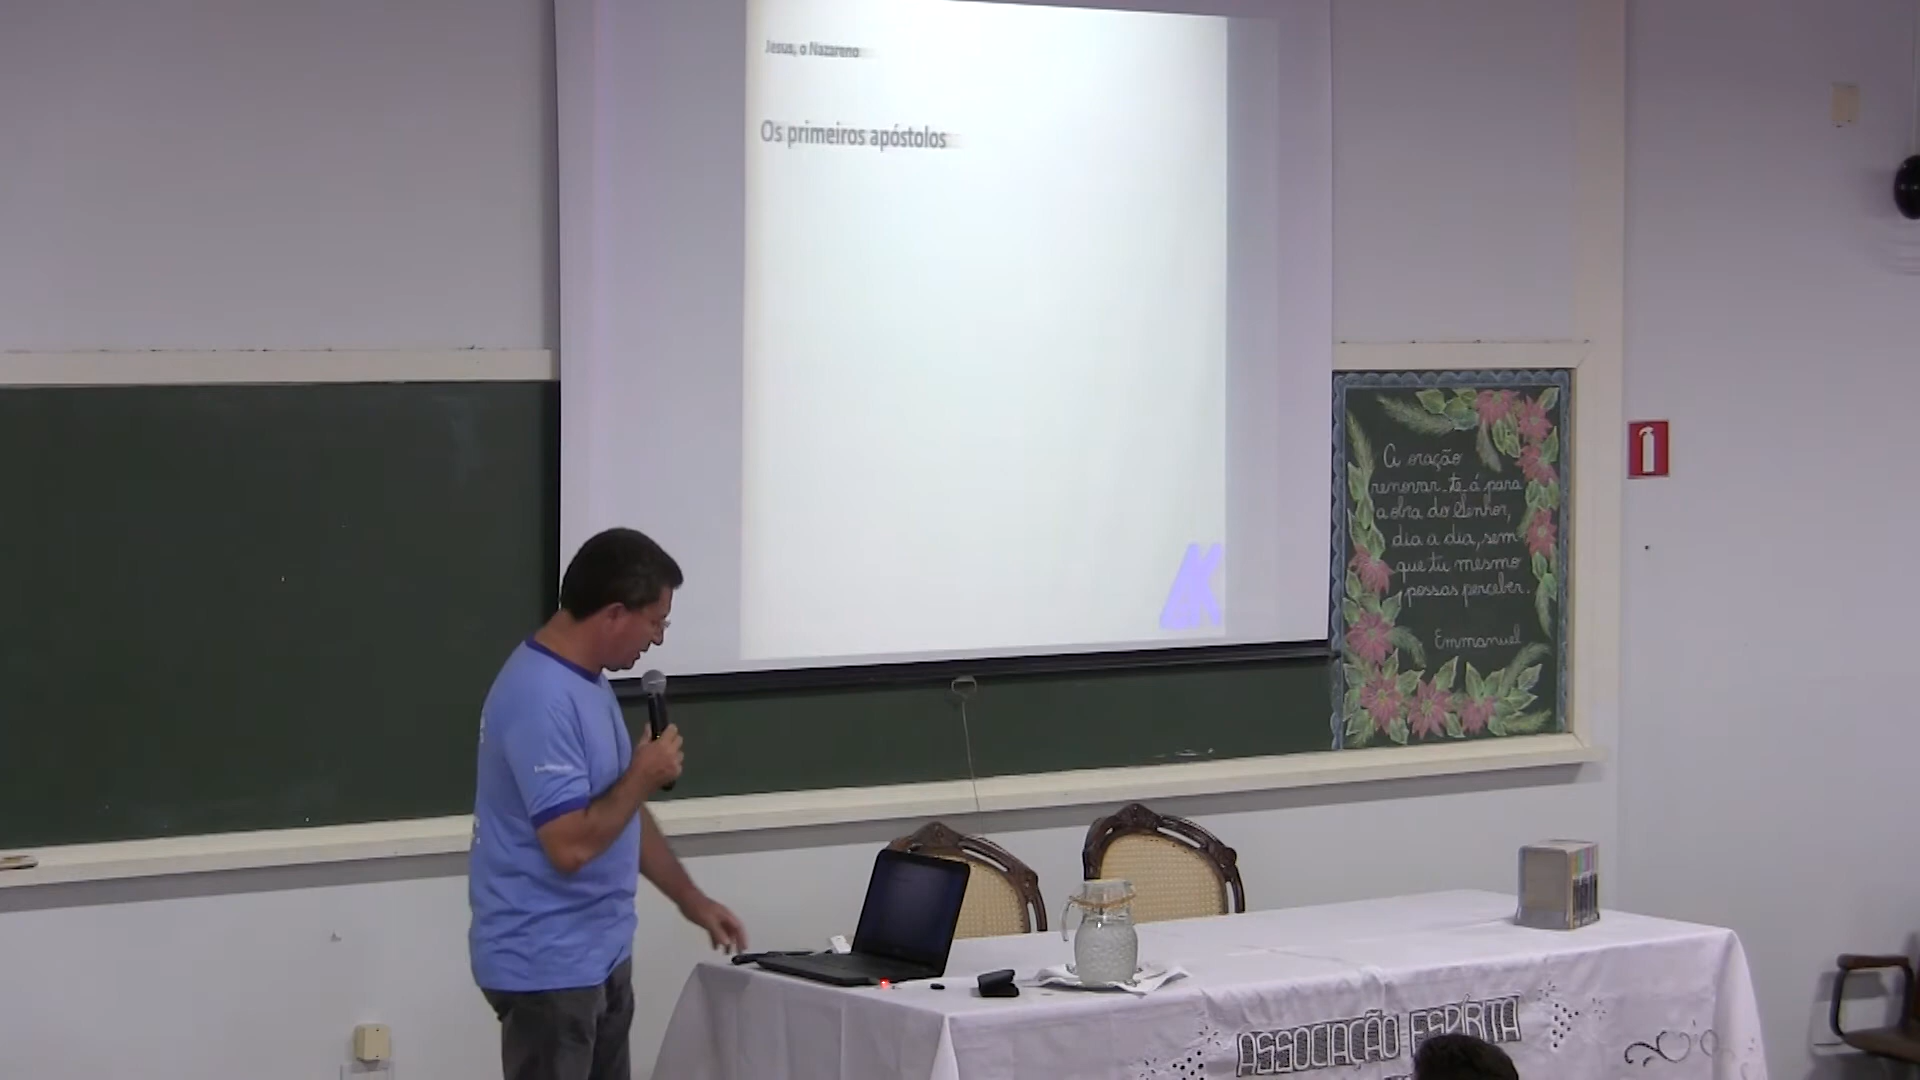 Jesus, o Nazareno
Os primeiros apóstolos
A oração
renovar-te-á para
a obra do Senhor,
dia a dia, sem
que tu mesmo
possas perceber.
Emmanuel
ASSOCIAÇÃO ESPÍRITA